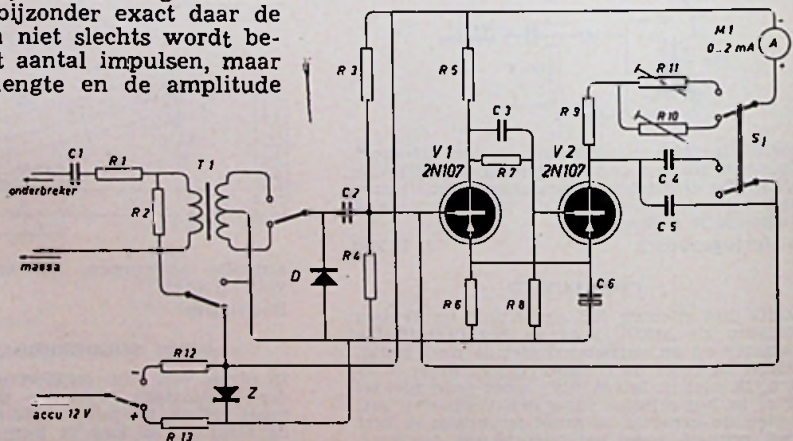 bijzonder exact daar de
niet slechts wordt be-
aantal impulsen, maar
engte en de amplitude
R3
R5
C3
R7
V1
2N107
V2
2N107
R9
R11
R10
M1
0..2 mA
A
S1
C4
C5
C1
R1
T1
onderbreker
R2
massa
C2
D
R4
R6
R8
C6
R12
Z
accu 12 V
R13